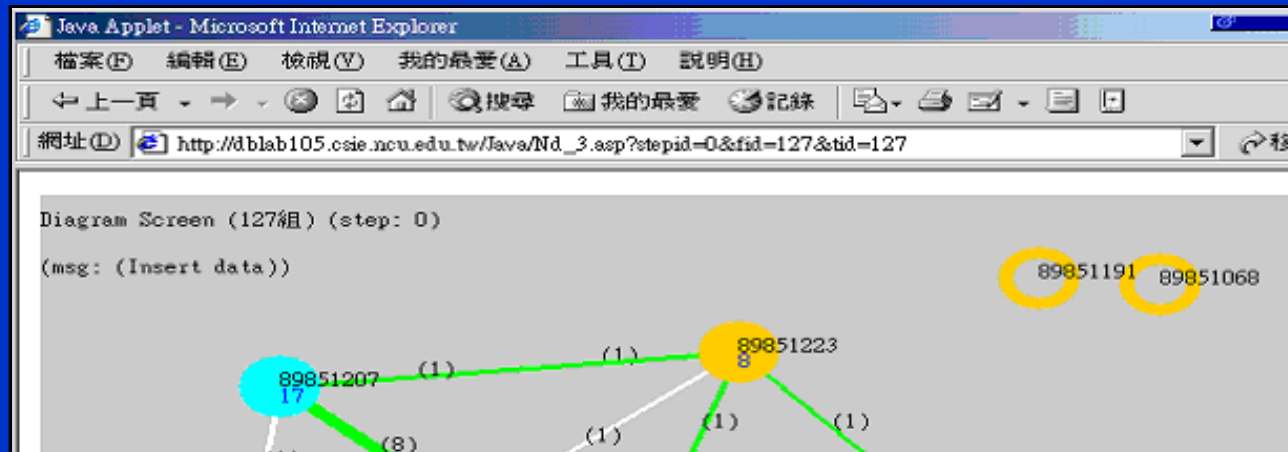 Java Applet - Microsoft Internet Explorer
檔案(F) 編輯(E) 檢視(V) 我的最愛(A) 工具(T) 說明(H)
上一頁 搜尋 我的最愛 記錄
網址(D) http://dblab105.csie.ncu.edu.tw/Java/Nd_3.asp?stepid=0&fid=127&tid=127 移
Diagram Screen (127組) (step: 0)
(msg: (Insert data))
89851191 89851068
89851223
8
(1) (1)
89851207
17
(8) (1) (1) (1)